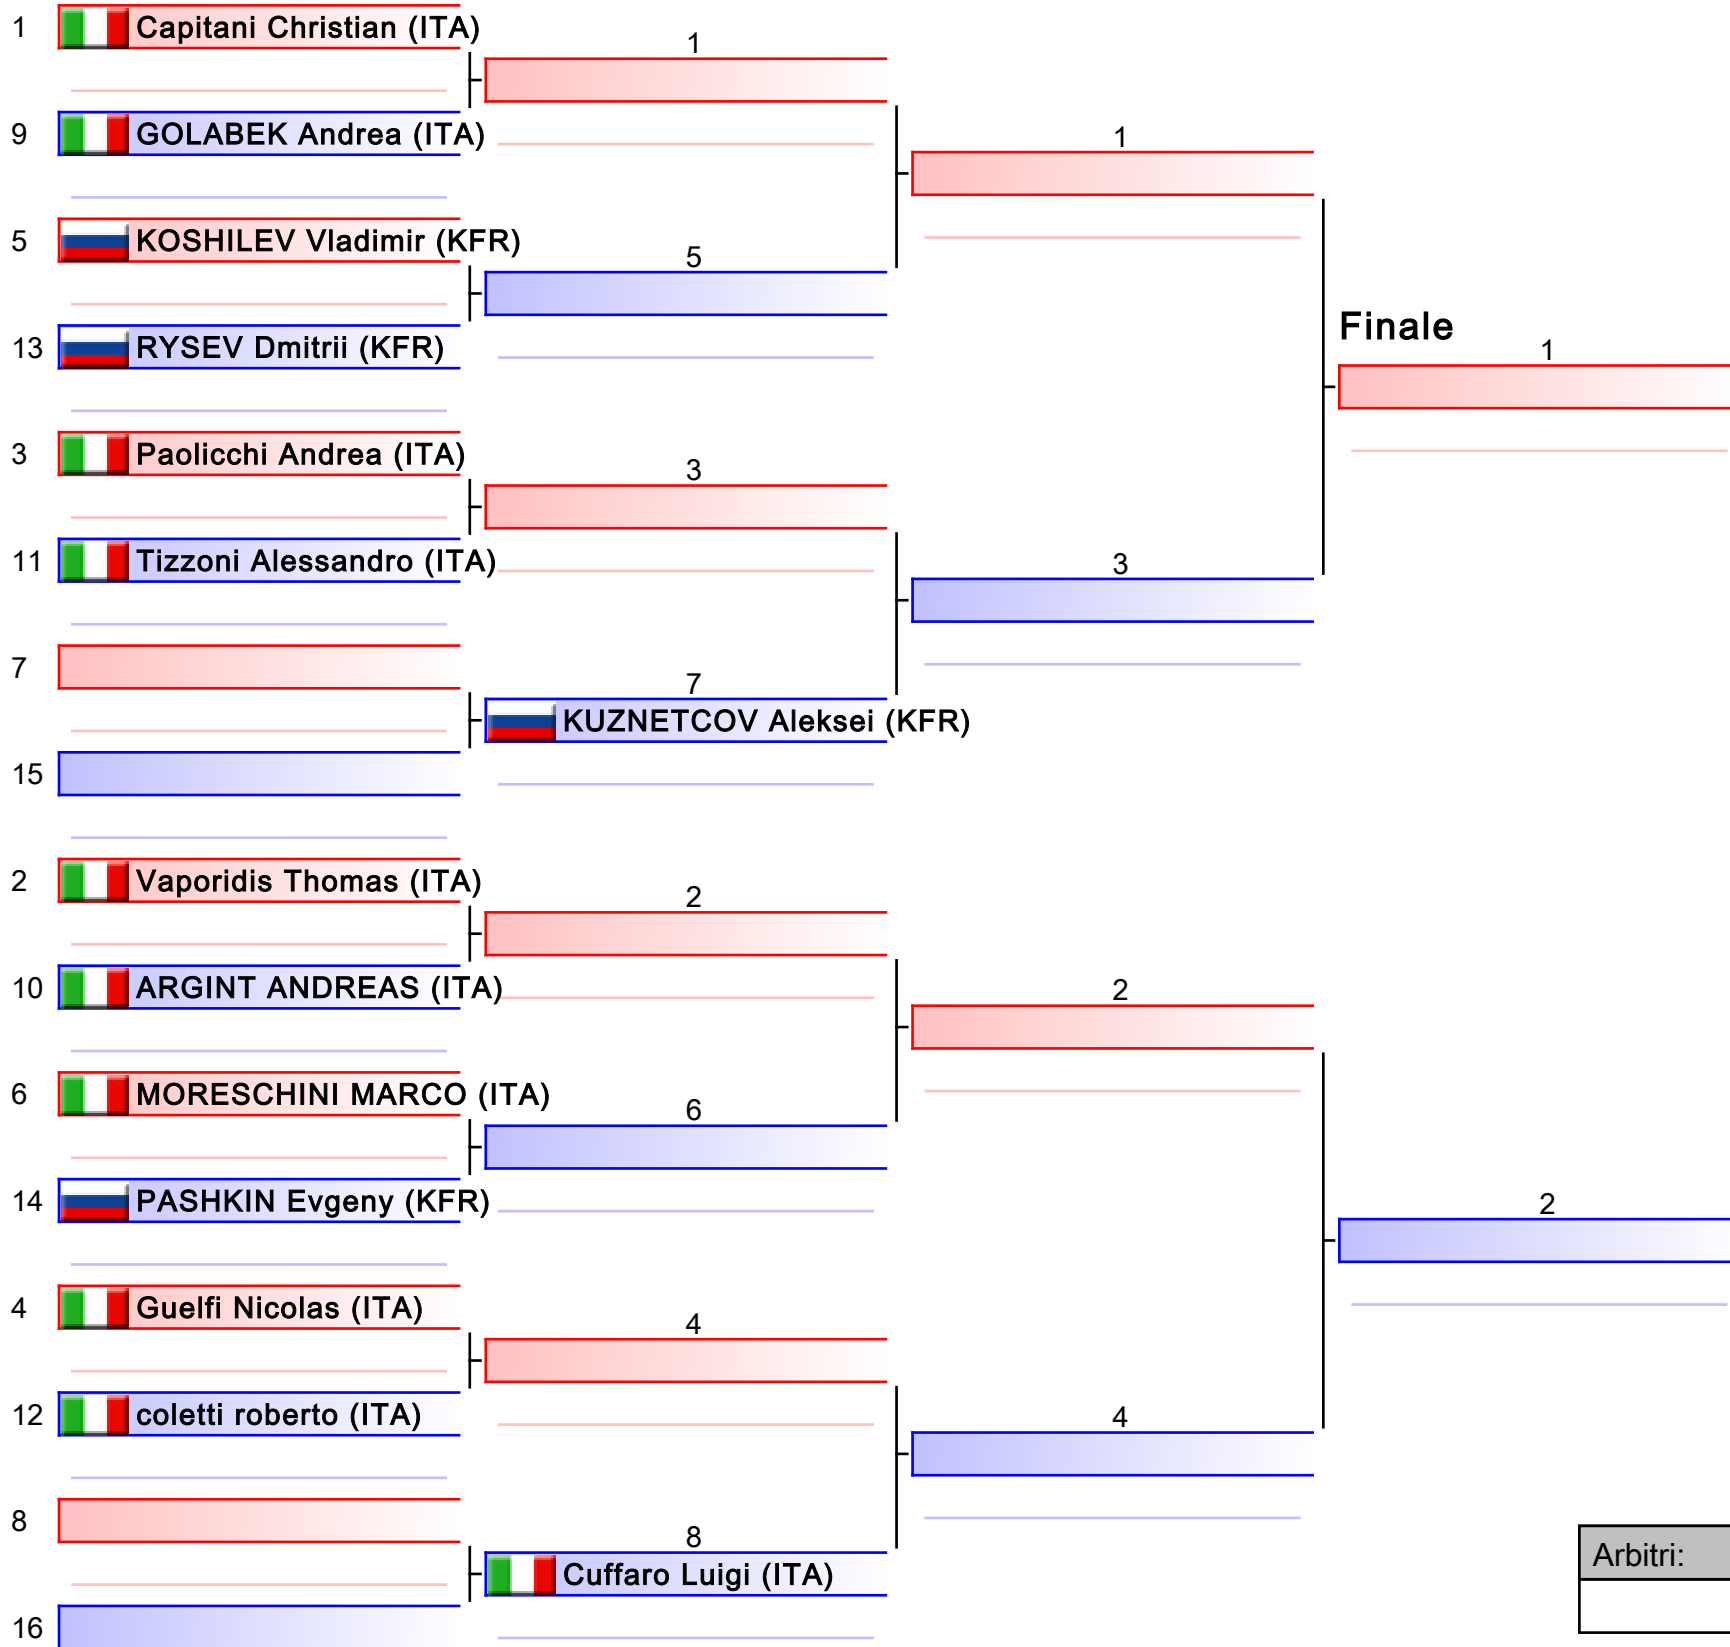 1 Capitani Christian (ITA)
1
9 GOLABEK Andrea (ITA)
1
5 KOSHILEV Vladimir (KFR)
5
13 RYSEV Dmitrii (KFR)
Finale
1
3 Paolicchi Andrea (ITA)
3
11 Tizzoni Alessandro (ITA)
3
7
7
KUZNETCOV Aleksei (KFR)
15
2 Vaporidis Thomas (ITA)
2
10 ARGINT ANDREAS (ITA)
2
6 MORESCHINI MARCO (ITA)
6
14 PASHKIN Evgeny (KFR)
2
4 Guelfi Nicolas (ITA)
4
12 coletti roberto (ITA)
4
8
8
Cuffaro Luigi (ITA)
Arbitri:
16